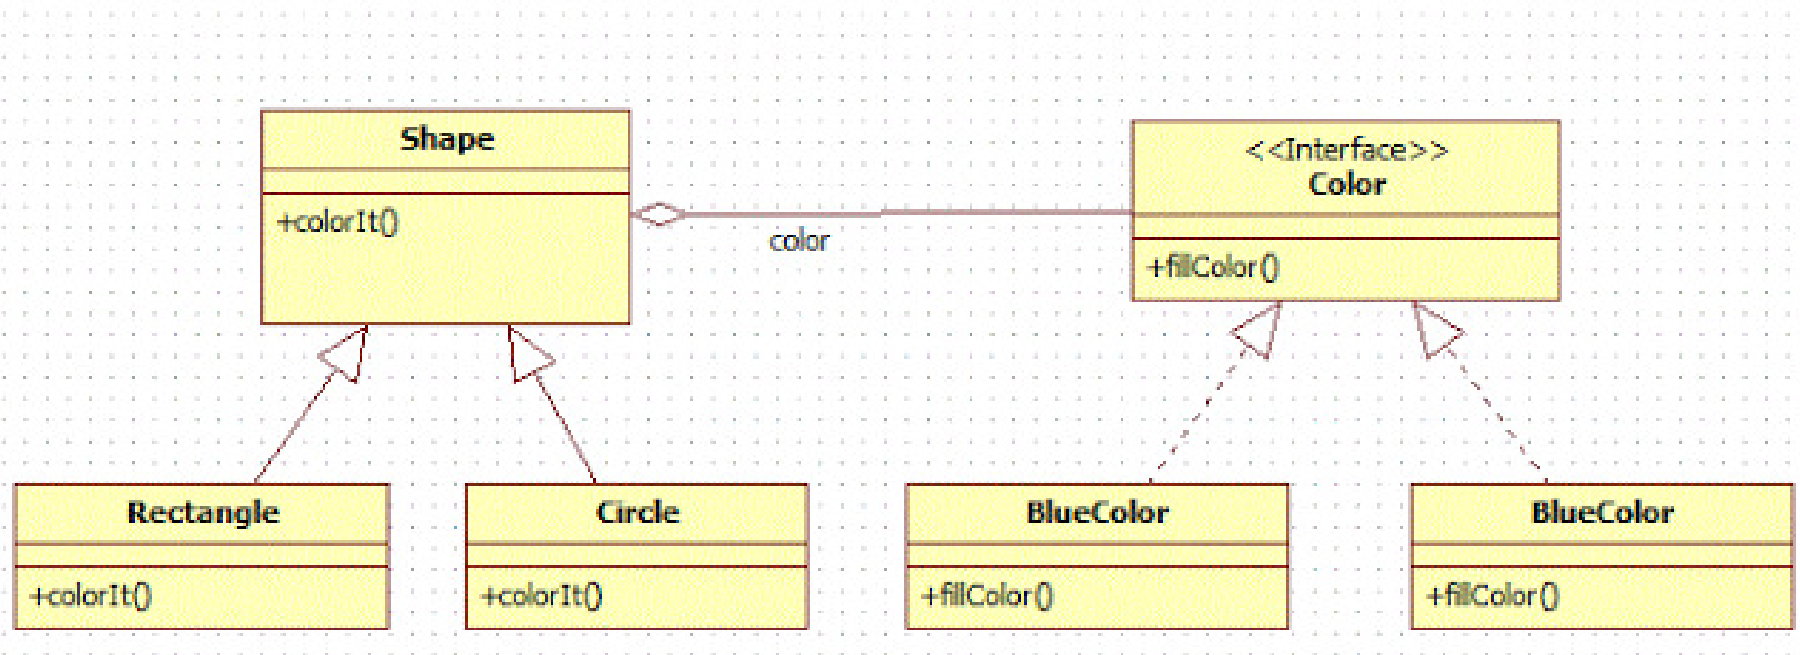 Shape
+colorIt()
color
<<Interface>>
Color
+fillColor()
Rectangle
+colorIt()
Circle
+colorIt()
BlueColor
+fillColor()
BlueColor
+fillColor()